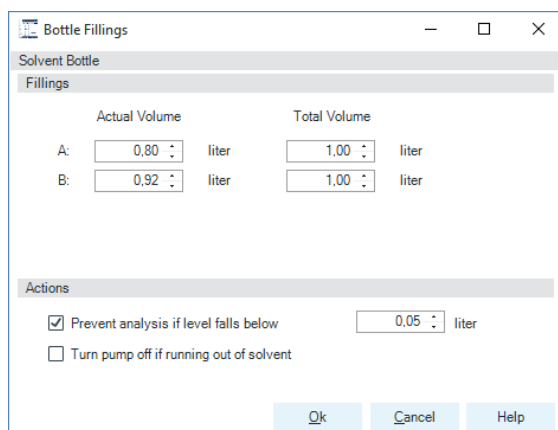 Bottle Fillings
Solvent Bottle
Fillings
Actual Volume Total Volume
A: 0,80 liter 1,00 liter
B: 0,92 liter 1,00 liter
Actions
Prevent analysis if level falls below 0,05 liter
Turn pump off if running out of solvent
Ok Cancel Help